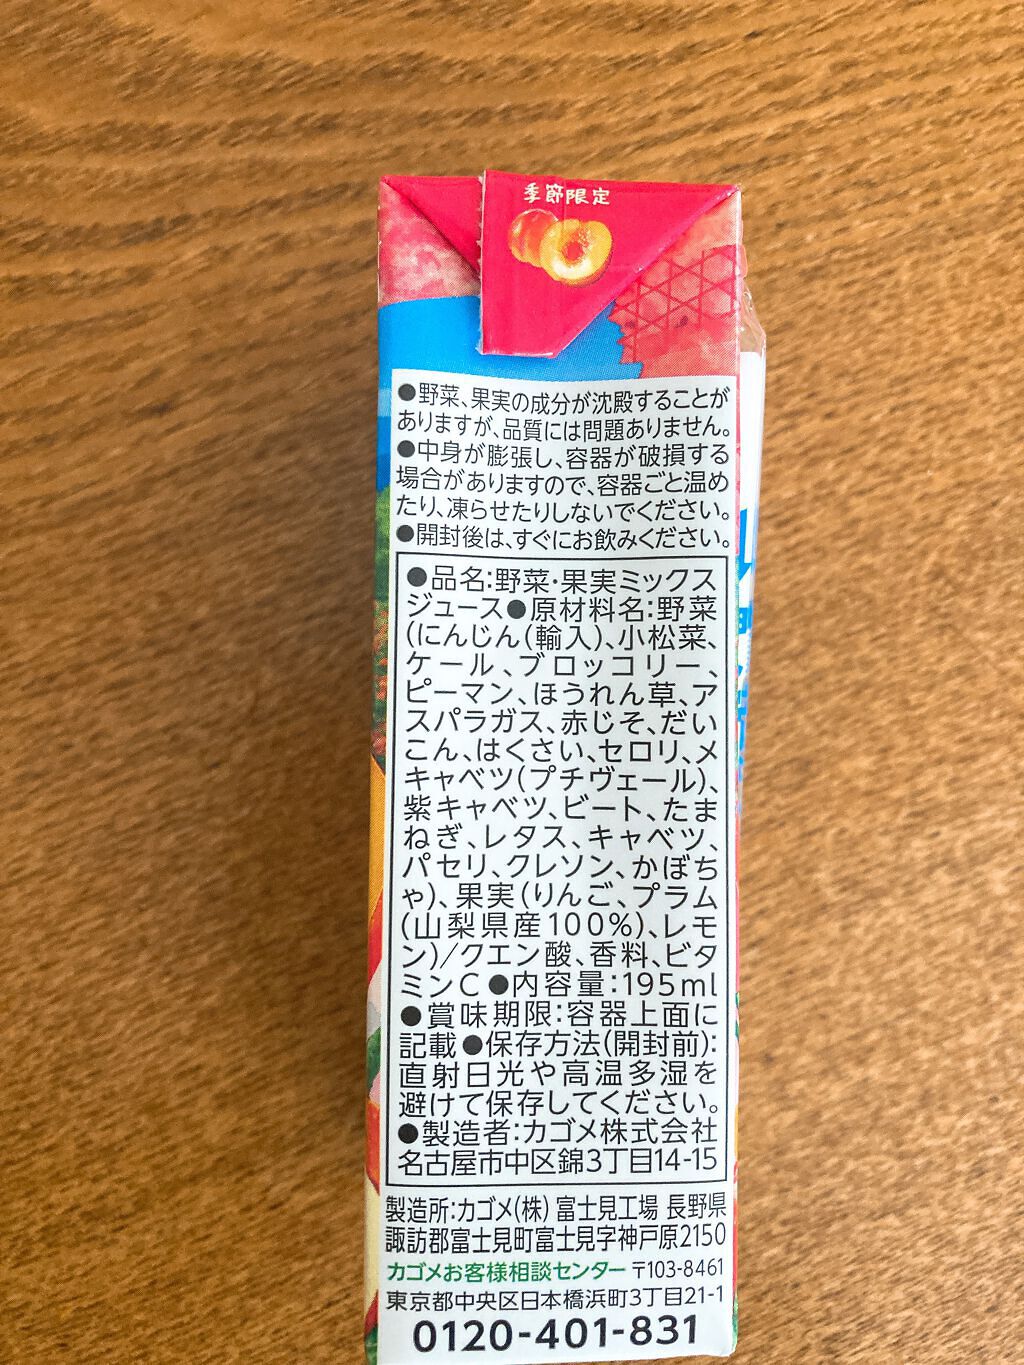 季節限定
●野菜、果実の成分が沈殿することが
ありますが、品質には問題ありません。
●中身が膨張し、容器が破損する
場合がありますので、容器ごと温め
たり、凍らせたりしないでください。
●開封後は、すぐにお飲みください。
●品名:野菜・果実ミックス
ジュース●原材料名:野菜
(にんじん(輸入)、小松菜、
ケール、ブロッコリー、
ピーマン、ほうれん草、ア
スパラガス、赤じそ、だい
こん、はくさい、セロリ、メ
キャベツ(プチヴェール)、
紫キャベツ、ビート、たま
ねぎ、レタス、キャベツ、
パセリ、クレソン、かぼち
ゃ)、果実(りんご、プラム
(山梨県産100%)、レモ
ン)/クエン酸、香料、ビタ
ミンC●内容量:195ml
●賞味期限:容器上面に
記載●保存方法(開封前):
直射日光や高温多湿を
避けて保存してください。
●製造者:カゴメ株式会社
名古屋市中区錦3丁目14-15
製造所:カゴメ(株) 富士見工場 長野県
諏訪郡富士見町富士見字神戸原2150
カゴメお客様相談センター 〒103-8461
東京都中央区日本橋浜町3丁目21-1
0120-401-831